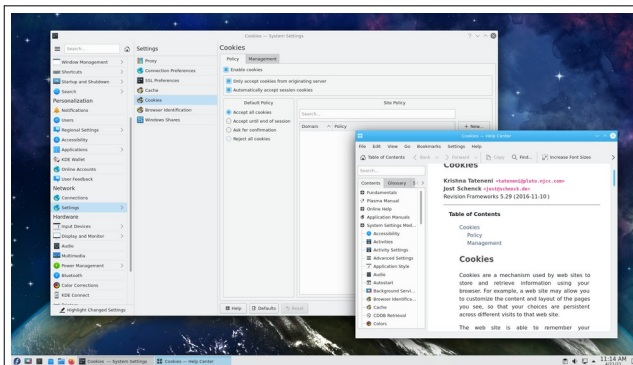 Cookies — System Settings
Search...
Window Management
Shortcuts
Startup and Shutdown
Search
Personalization
Notifications
Users
Regional Settings
Accessibility
Applications
KDE Wallet
Online Accounts
User Feedback
Network
Connections
Settings
Hardware
Input Devices
Display and Monitor
Audio
Multimedia
Power Management
Bluetooth
Color Corrections
KDE Connect
Highlight Changed Settings
Settings
Proxy
Connection Preferences
SSL Preferences
Cache
Cookies
Browser Identification
Windows Shares
Cookies
Policy Management
Enable cookies
Only accept cookies from originating server
Automatically accept session cookies
Default Policy
Accept all cookies
Accept until end of session
Ask for confirmation
Reject all cookies
Site Policy
Search...
Domain Policy
New...
Help Defaults Reset
Cookies — Help Center
File Edit View Go Bookmarks Settings Help
Table of Contents Back Forward Copy Find... Increase Font Sizes
Search...
Contents Glossary
Fundamentals
Plasma Manual
Online Help
Application Manuals
System Settings Mod...
Accessibility
Activities
Activity Settings
Advanced Settings
Application Style
Audio
Autostart
Background Servi...
Browser Identifica...
Cache
CDDB Retrieval
Colors
Cookies
Krishna Tateneni <tateneni@pluto.njcc.com>
Jost Schenck <jost@schenck.de>
Revision Frameworks 5.29 (2016-11-10)
Table of Contents
Cookies
Policy
Management
Cookies
Cookies are a mechanism used by web sites to
store and retrieve information using your
browser. For example, a web site may allow you
to customize the content and layout of the pages
you see, so that your choices are persistent
across different visits to that web site.
The web site is able to remember your
Cookies — System Settings
Cookies — Help Center
11:14 AM